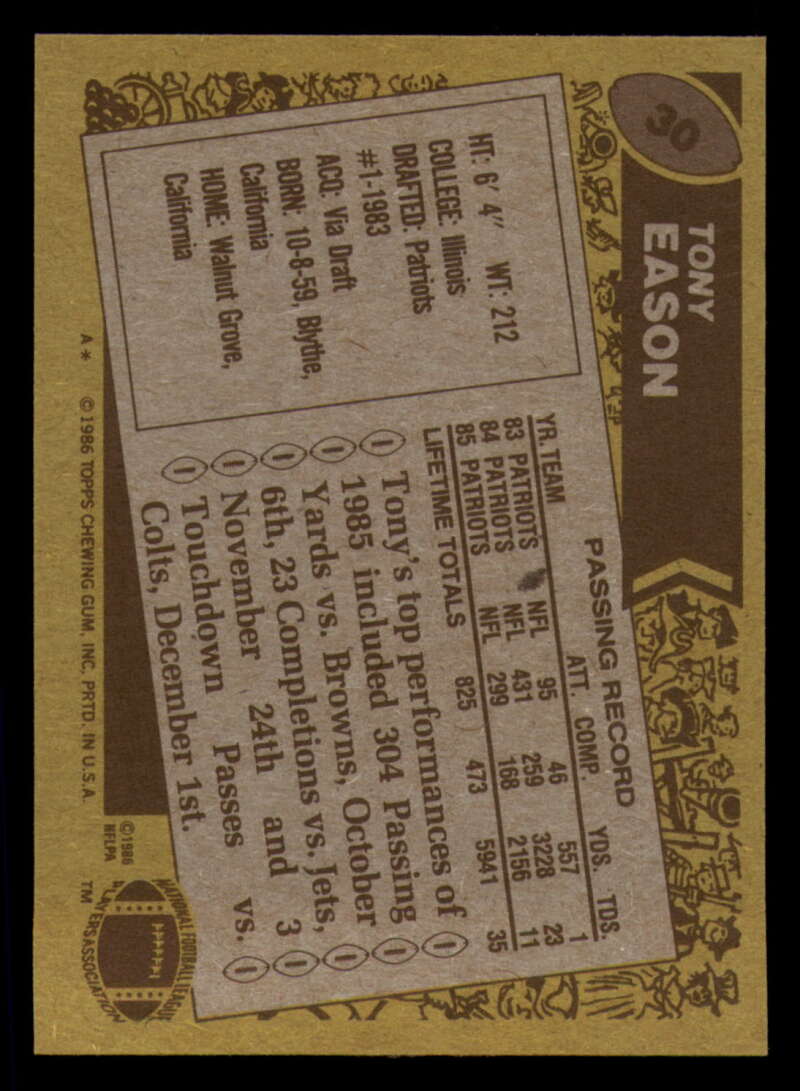 30
TONY
EASON
HT: 6' 4" WT: 212
COLLEGE: Illinois
DRAFTED: Patriots
#1-1983
ACQ: Via Draft
BORN: 10-8-59, Blythe,
California
HOME: Walnut Grove,
California
PASSING RECORD
YR. TEAM ATT. COMP. YDS. TDS.
83 PATRIOTS NFL 95 46 557 1
84 PATRIOTS NFL 431 259 3228 23
85 PATRIOTS NFL 299 168 2156 11
LIFETIME TOTALS 825 473 5941 35
Tony's top performances of
1985 included 304 Passing
Yards vs. Browns, October
6th, 23 Completions vs. Jets,
November 24th and 3
Touchdown Passes vs.
Colts, December 1st.
A* ©1986 TOPPS CHEWING GUM, INC. PRTD. IN U.S.A.
©1986
NFLPA
NATIONAL FOOTBALL LEAGUE
PLAYERS ASSOCIATION
TM